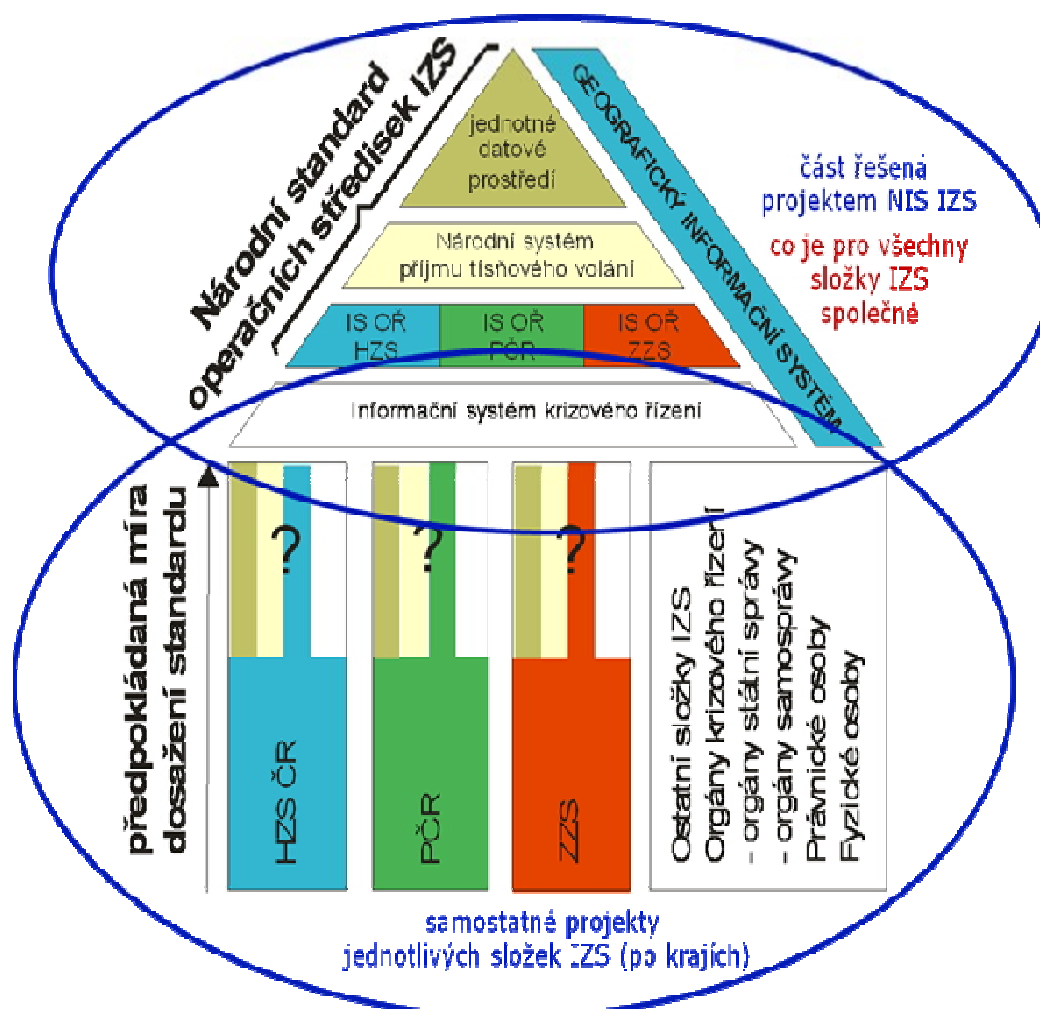 Národní standard
operačních středisek IZS
jednotné
datové
prostředí
Národní systém
příjmu tísňového volání
IS OŘ
HZS
IS OŘ
PČR
IS OŘ
ZZS
Informační systém krizového řízení
GEOGRAFICKÝ INFORMAČNÍ SYSTÉM
část řešená
projektem NIS IZS
co je pro všechny
složky IZS
společné
předpokládaná míra
dosažení standardu
?
HZS ČR
?
PČR
?
ZZS
Ostatní složky IZS
Orgány krizového řízení
- orgány státní správy
- orgány samosprávy
Právnické osoby
Fyzické osoby
samostatné projekty
jednotlivých složek IZS (po krajích)